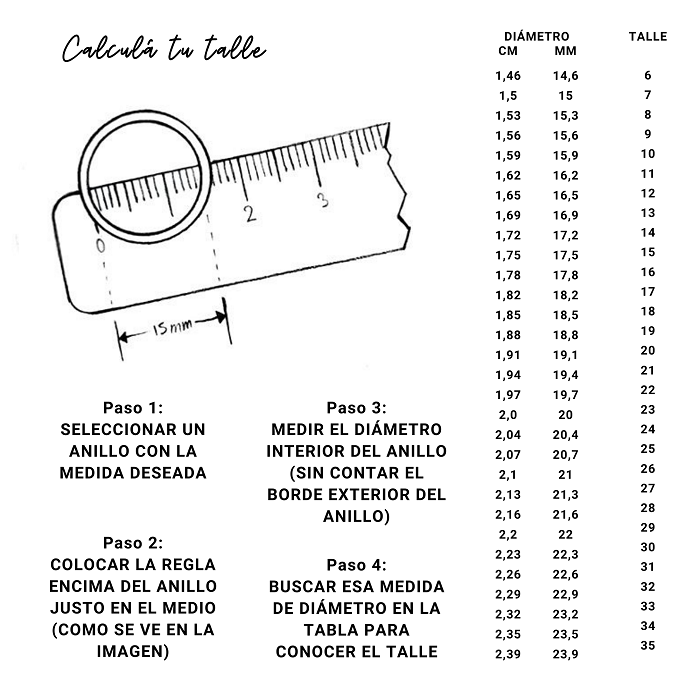 Calculá tu talle
0
2
3
15mm
Paso 1:
SELECCIONAR UN
ANILLO CON LA
MEDIDA DESEADA
Paso 2:
COLOCAR LA REGLA
ENCIMA DEL ANILLO
JUSTO EN EL MEDIO
(COMO SE VE EN LA
IMAGEN)
Paso 3:
MEDIR EL DIÁMETRO
INTERIOR DEL ANILLO
(SIN CONTAR EL
BORDE EXTERIOR DEL
ANILLO)
Paso 4:
BUSCAR ESA MEDIDA
DE DIÁMETRO EN LA
TABLA PARA
CONOCER EL TALLE
DIÁMETRO TALLE
CM MM
1,46 14,6 6
1,5 15 7
1,53 15,3 8
1,56 15,6 9
1,59 15,9 10
1,62 16,2 11
1,65 16,5 12
1,69 16,9 13
1,72 17,2 14
1,75 17,5 15
1,78 17,8 16
1,82 18,2 17
1,85 18,5 18
1,88 18,8 19
1,91 19,1 20
1,94 19,4 21
1,97 19,7 22
2,0 20 23
2,04 20,4 24
2,07 20,7 25
2,1 21 26
2,13 21,3 27
2,16 21,6 28
2,2 22 29
2,23 22,3 30
2,26 22,6 31
2,29 22,9 32
2,32 23,2 33
2,35 23,5 34
2,39 23,9 35